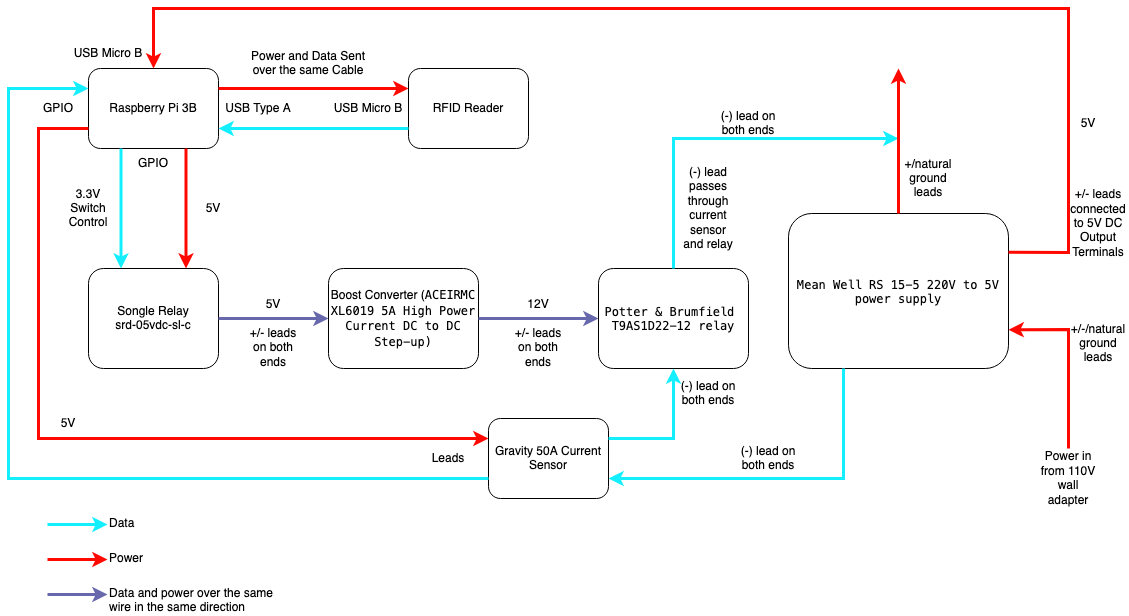 USB Micro B
Power and Data Sent
over the same Cable
GPIO
Raspberry Pi 3B
USB Type A
USB Micro B
RFID Reader
GPIO
3.3V
Switch
Control
5V
(-) lead on
both ends
(-) lead
passes
through
current
sensor
and relay
+/natural
ground
leads
5V
+/- leads
connected
to 5V DC
Output
Terminals
Songle Relay
srd-05vdc-sl-c
5V
+/- leads
on both
ends
Boost Converter (ACEIRMC
XL6019 5A High Power
Current DC to DC
Step-up)
12V
+/- leads
on both
ends
Potter & Brumfield
T9AS1D22-12 relay
Mean Well RS 15-5 220V to 5V
power supply
+/-/natural
ground
leads
(-) lead on
both ends
5V
Leads
Gravity 50A Current
Sensor
(-) lead on
both ends
Power in
from 110V
wall
adapter
Data
Power
Data and power over the same
wire in the same direction